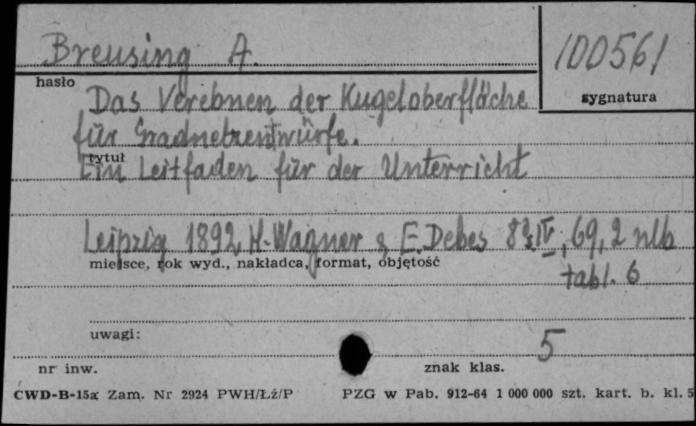 Breusing A.
100561
hasło
sygnatura
Das Verebnen der Kugeloberfläche
für Gradnetzentwürfe.
tytuł
Ein Leitfaden für der Unterricht
Leipzig 1892, H. Wagner & E. Debes 8º, IV, 69, 2 nlb
miejsce, rok wyd., nakładca, format, objętość
tabl. 6
uwagi:
5
nr inw.
znak klas.
CWD-B-15a Zam. Nr 2924 PWH/Łż/P
PZG w Pab. 912-64 1 000 000 szt. kart. b. kl. 5